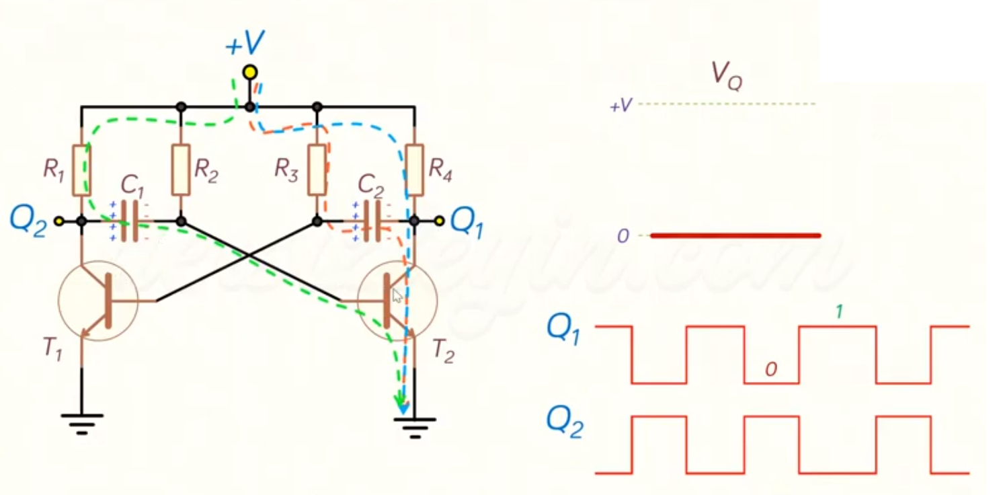 +V
R1
C1
R2
R3
C2
R4
+ -
+ -
+ -
+ -
Q2
Q1
T1
T2
VQ
+V
0
Q1
0
1
Q2